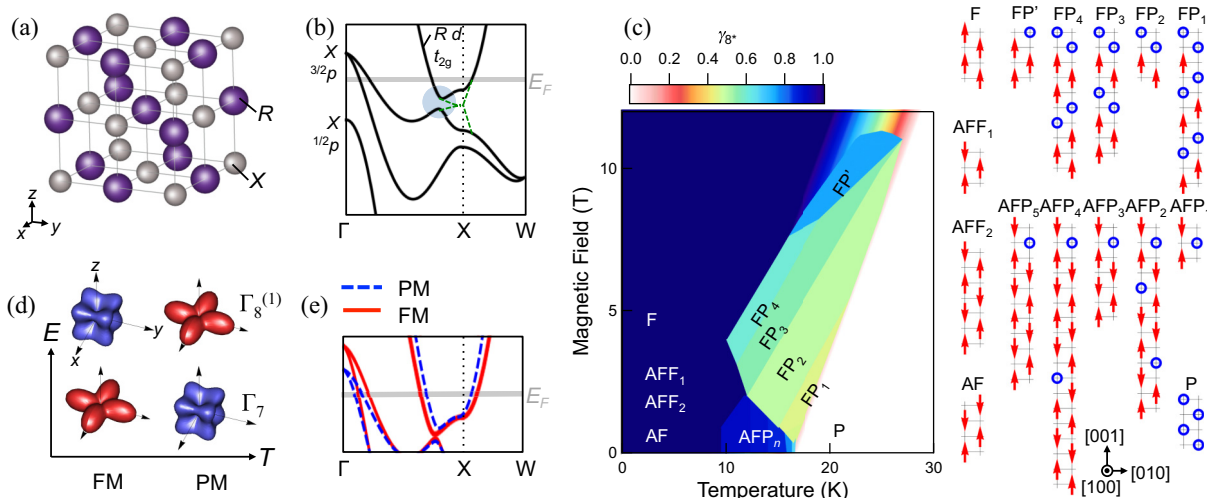 (a)
R
X
z
x
y
(b)
X
3/2p
X
1/2p
R d
t2g
EF
Γ
X
W
(c)
γ8*
0.0
0.2
0.4
0.6
0.8
1.0
Magnetic Field (T)
10
5
0
0
10
20
30
Temperature (K)
F
AFF1
AFF2
AF
FP'
FP4
FP3
FP2
FP1
AFPn
P
F
FP'
FP4
FP3
FP2
FP1
AFF1
AFF2
AFP5
AFP4
AFP3
AFP2
AFP1
AF
P
[001]
[010]
[100]
(d)
E
z
y
x
Γ8(1)
Γ7
FM
PM
T
(e)
PM
FM
EF
Γ
X
W